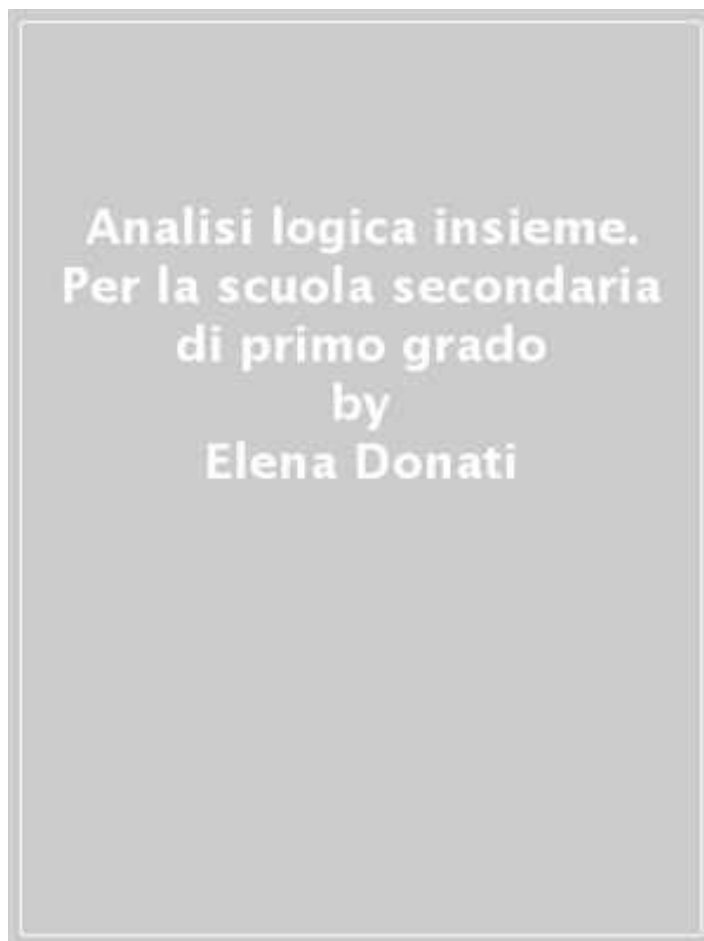 Analisi logica insieme.
Per la scuola secondaria
di primo grado
by
Elena Donati